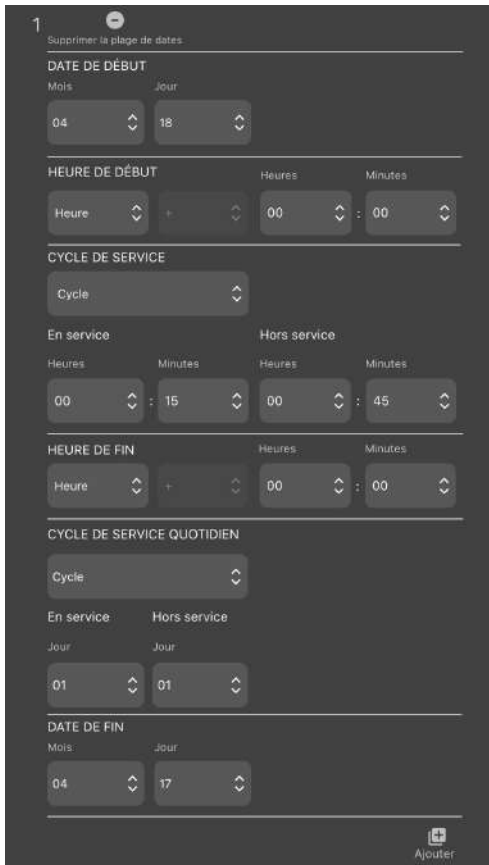 1
Supprimer la plage de dates
DATE DE DÉBUT
Mois Jour
04 18
HEURE DE DÉBUT Heures Minutes
Heure + 00 : 00
CYCLE DE SERVICE
Cycle
En service Hors service
Heures Minutes Heures Minutes
00 : 15 00 : 45
HEURE DE FIN Heures Minutes
Heure + 00 : 00
CYCLE DE SERVICE QUOTIDIEN
Cycle
En service Hors service
Jour Jour
01 01
DATE DE FIN
Mois Jour
04 17
Ajouter